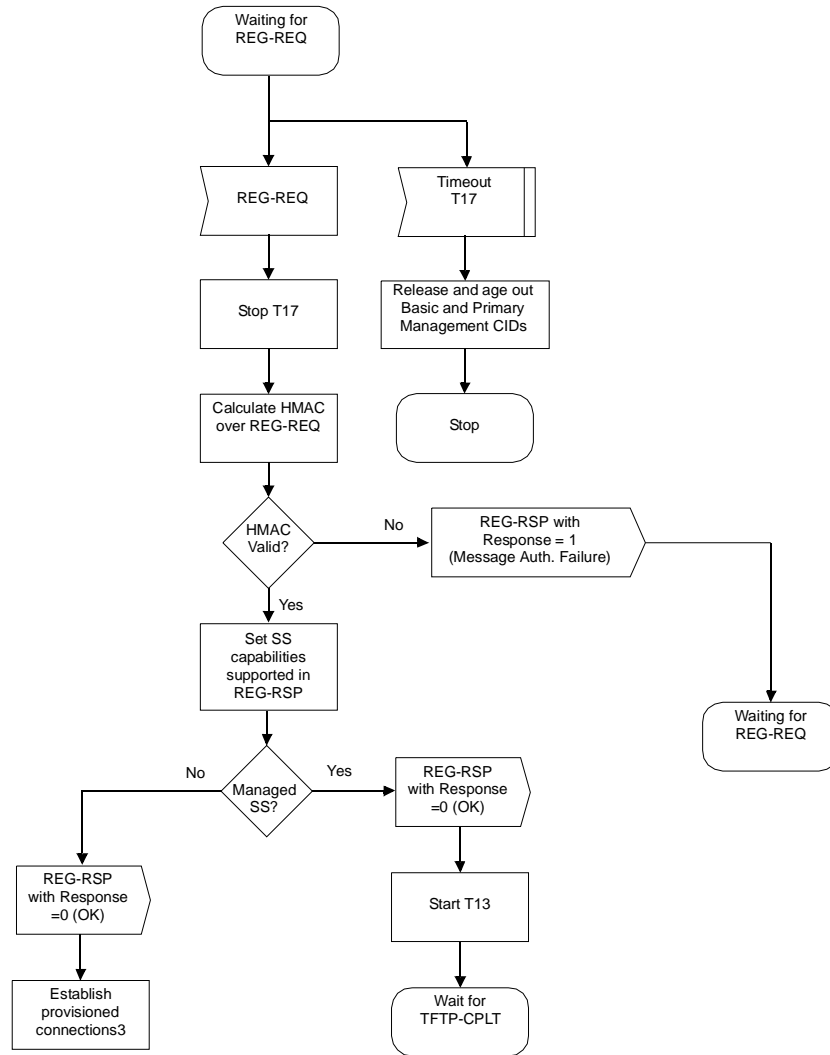 Waiting for
REG-REQ
REG-REQ
Timeout
T17
Stop T17
Release and age out
Basic and Primary
Management CIDs
Calculate HMAC
over REG-REQ
Stop
HMAC
Valid?
No
REG-RSP with
Response = 1
(Message Auth. Failure)
Yes
Set SS
capabilities
supported in
REG-RSP
Waiting for
REG-REQ
No
Managed
SS?
Yes
REG-RSP
with Response
=0 (OK)
REG-RSP
with Response
=0 (OK)
Start T13
Establish
provisioned
connections3
Wait for
TFTP-CPLT